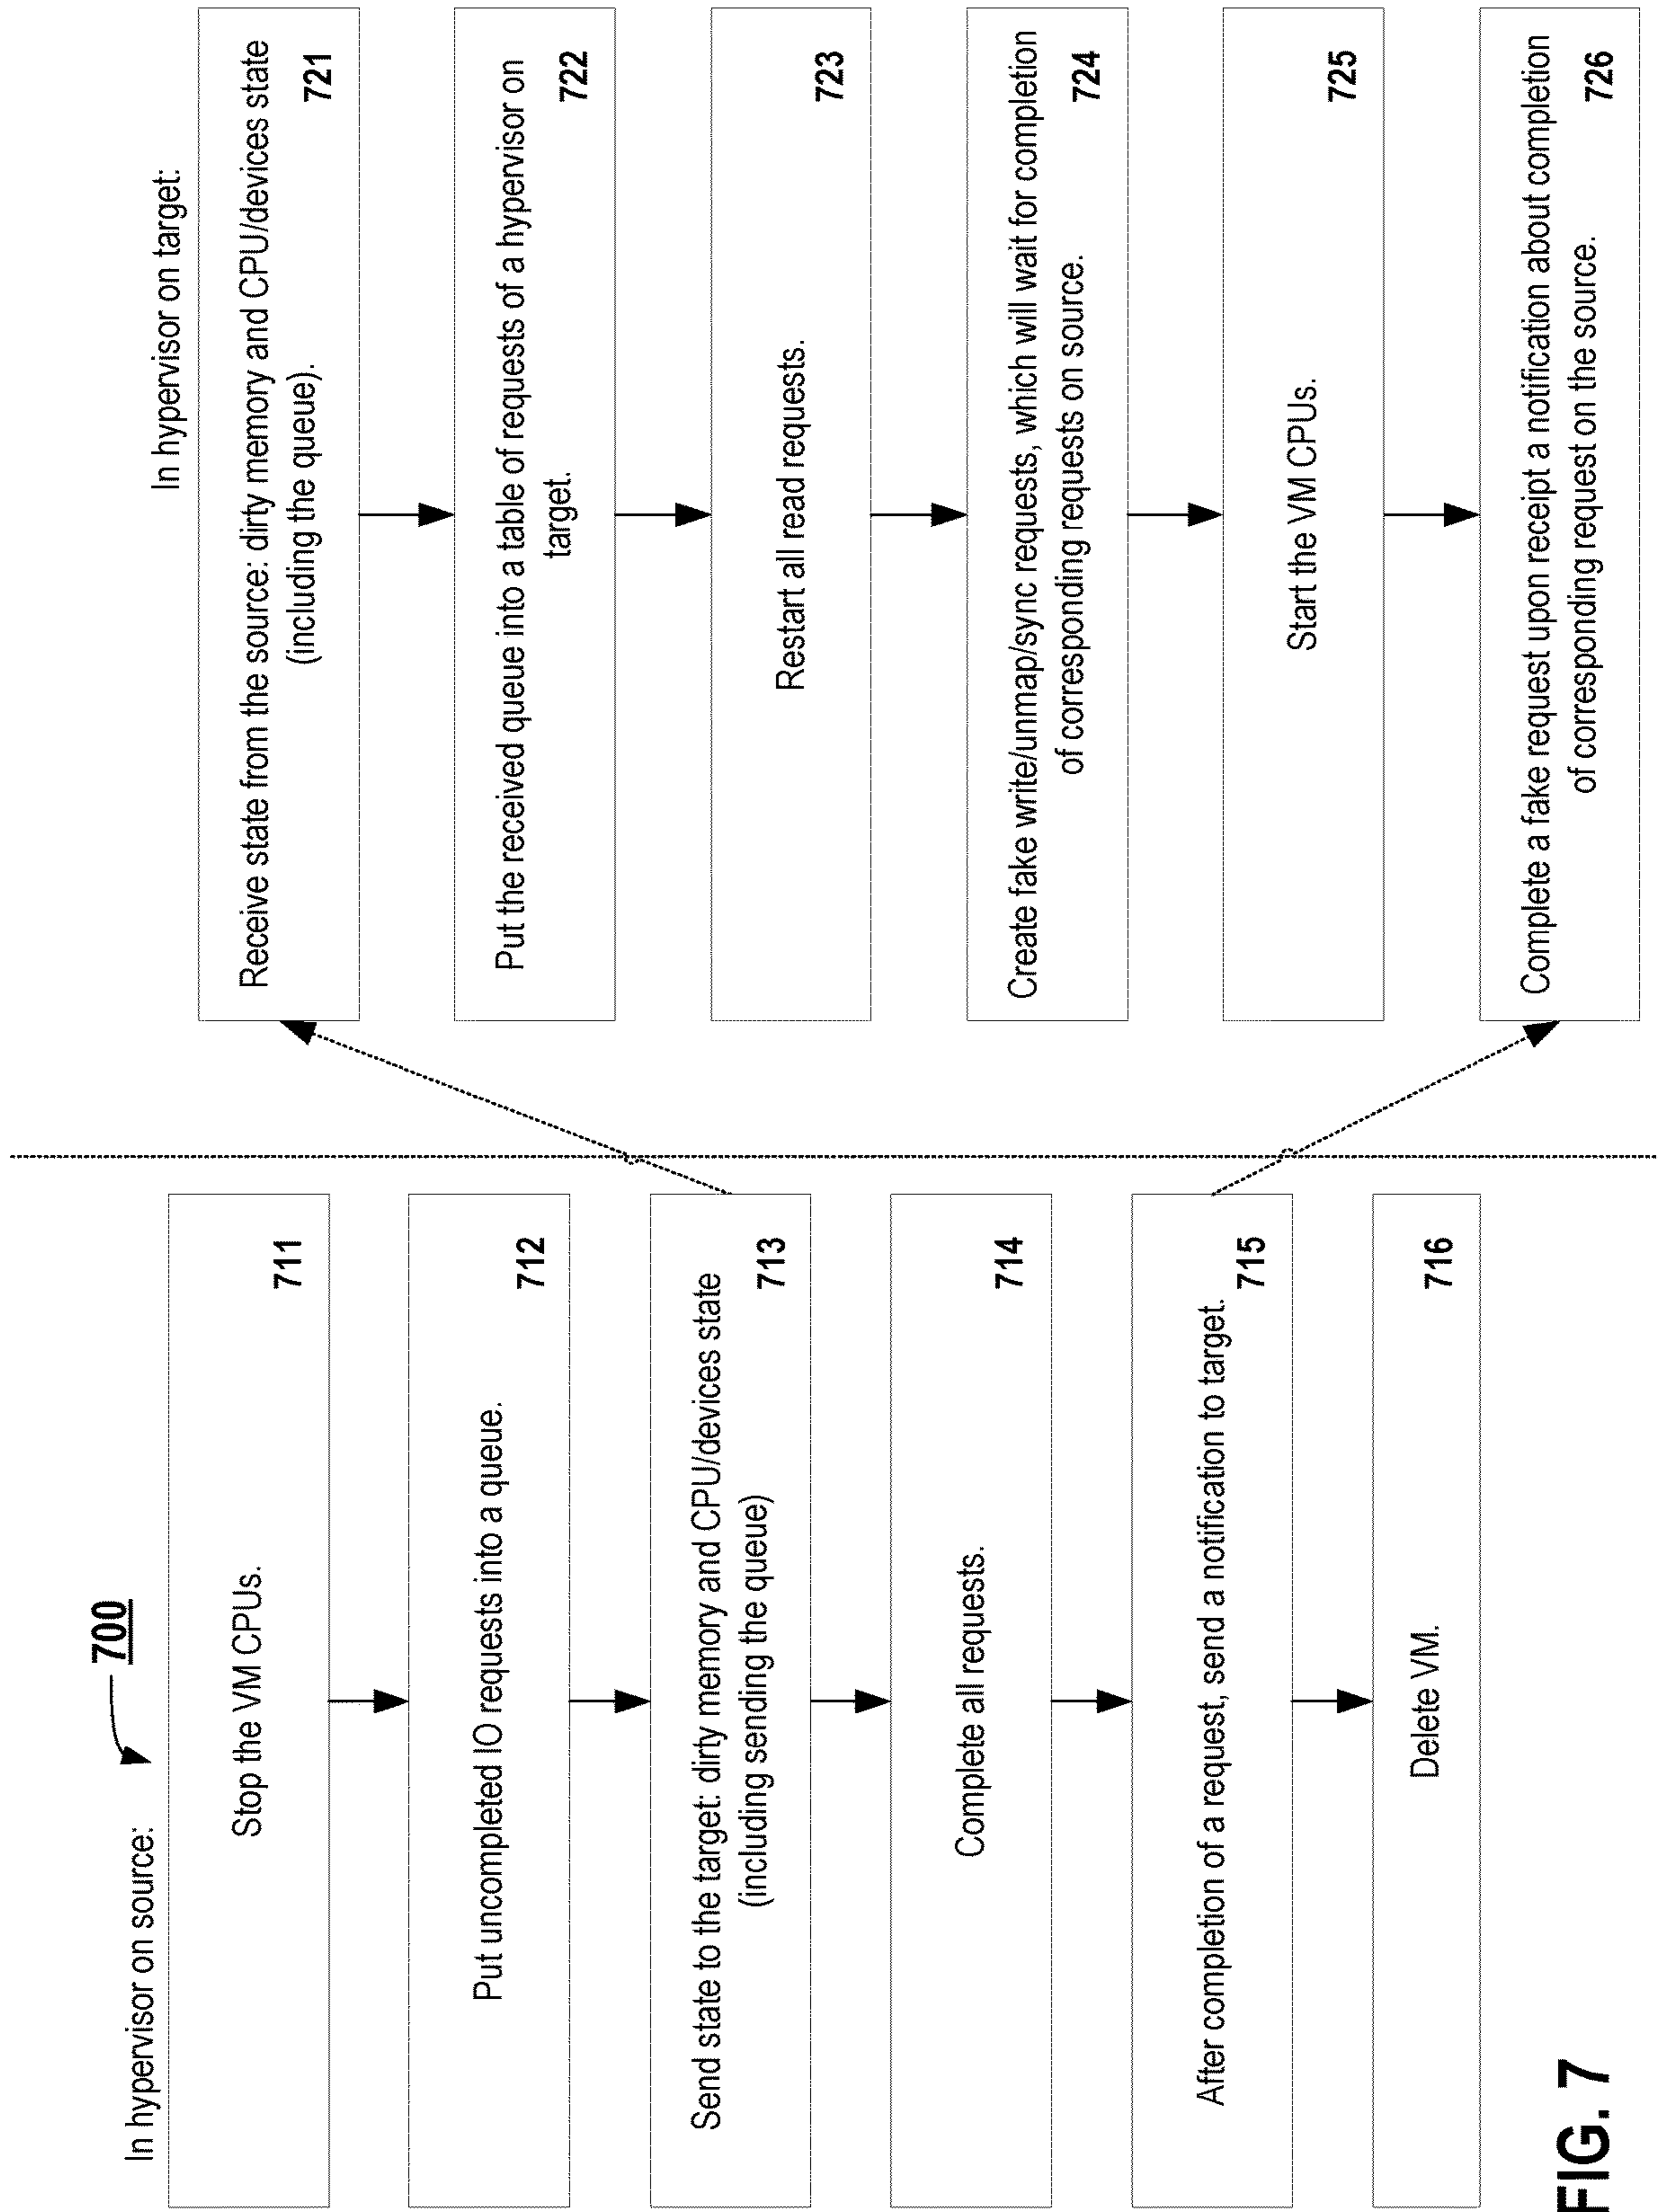 700
In hypervisor on source:
Stop the VM CPUs.
711
Put uncompleted IO requests into a queue.
712
Send state to the target: dirty memory and CPU/devices state
(including sending the queue)
713
Complete all requests.
714
After completion of a request, send a notification to target.
715
Delete VM.
716
In hypervisor on target:
Receive state from the source: dirty memory and CPU/devices state
(including the queue).
721
Put the received queue into a table of requests of a hypervisor on
target.
722
Restart all read requests.
723
Create fake write/unmap/sync requests, which will wait for completion
of corresponding requests on source.
724
Start the VM CPUs.
725
Complete a fake request upon receipt a notification about completion
of corresponding request on the source.
726
FIG. 7